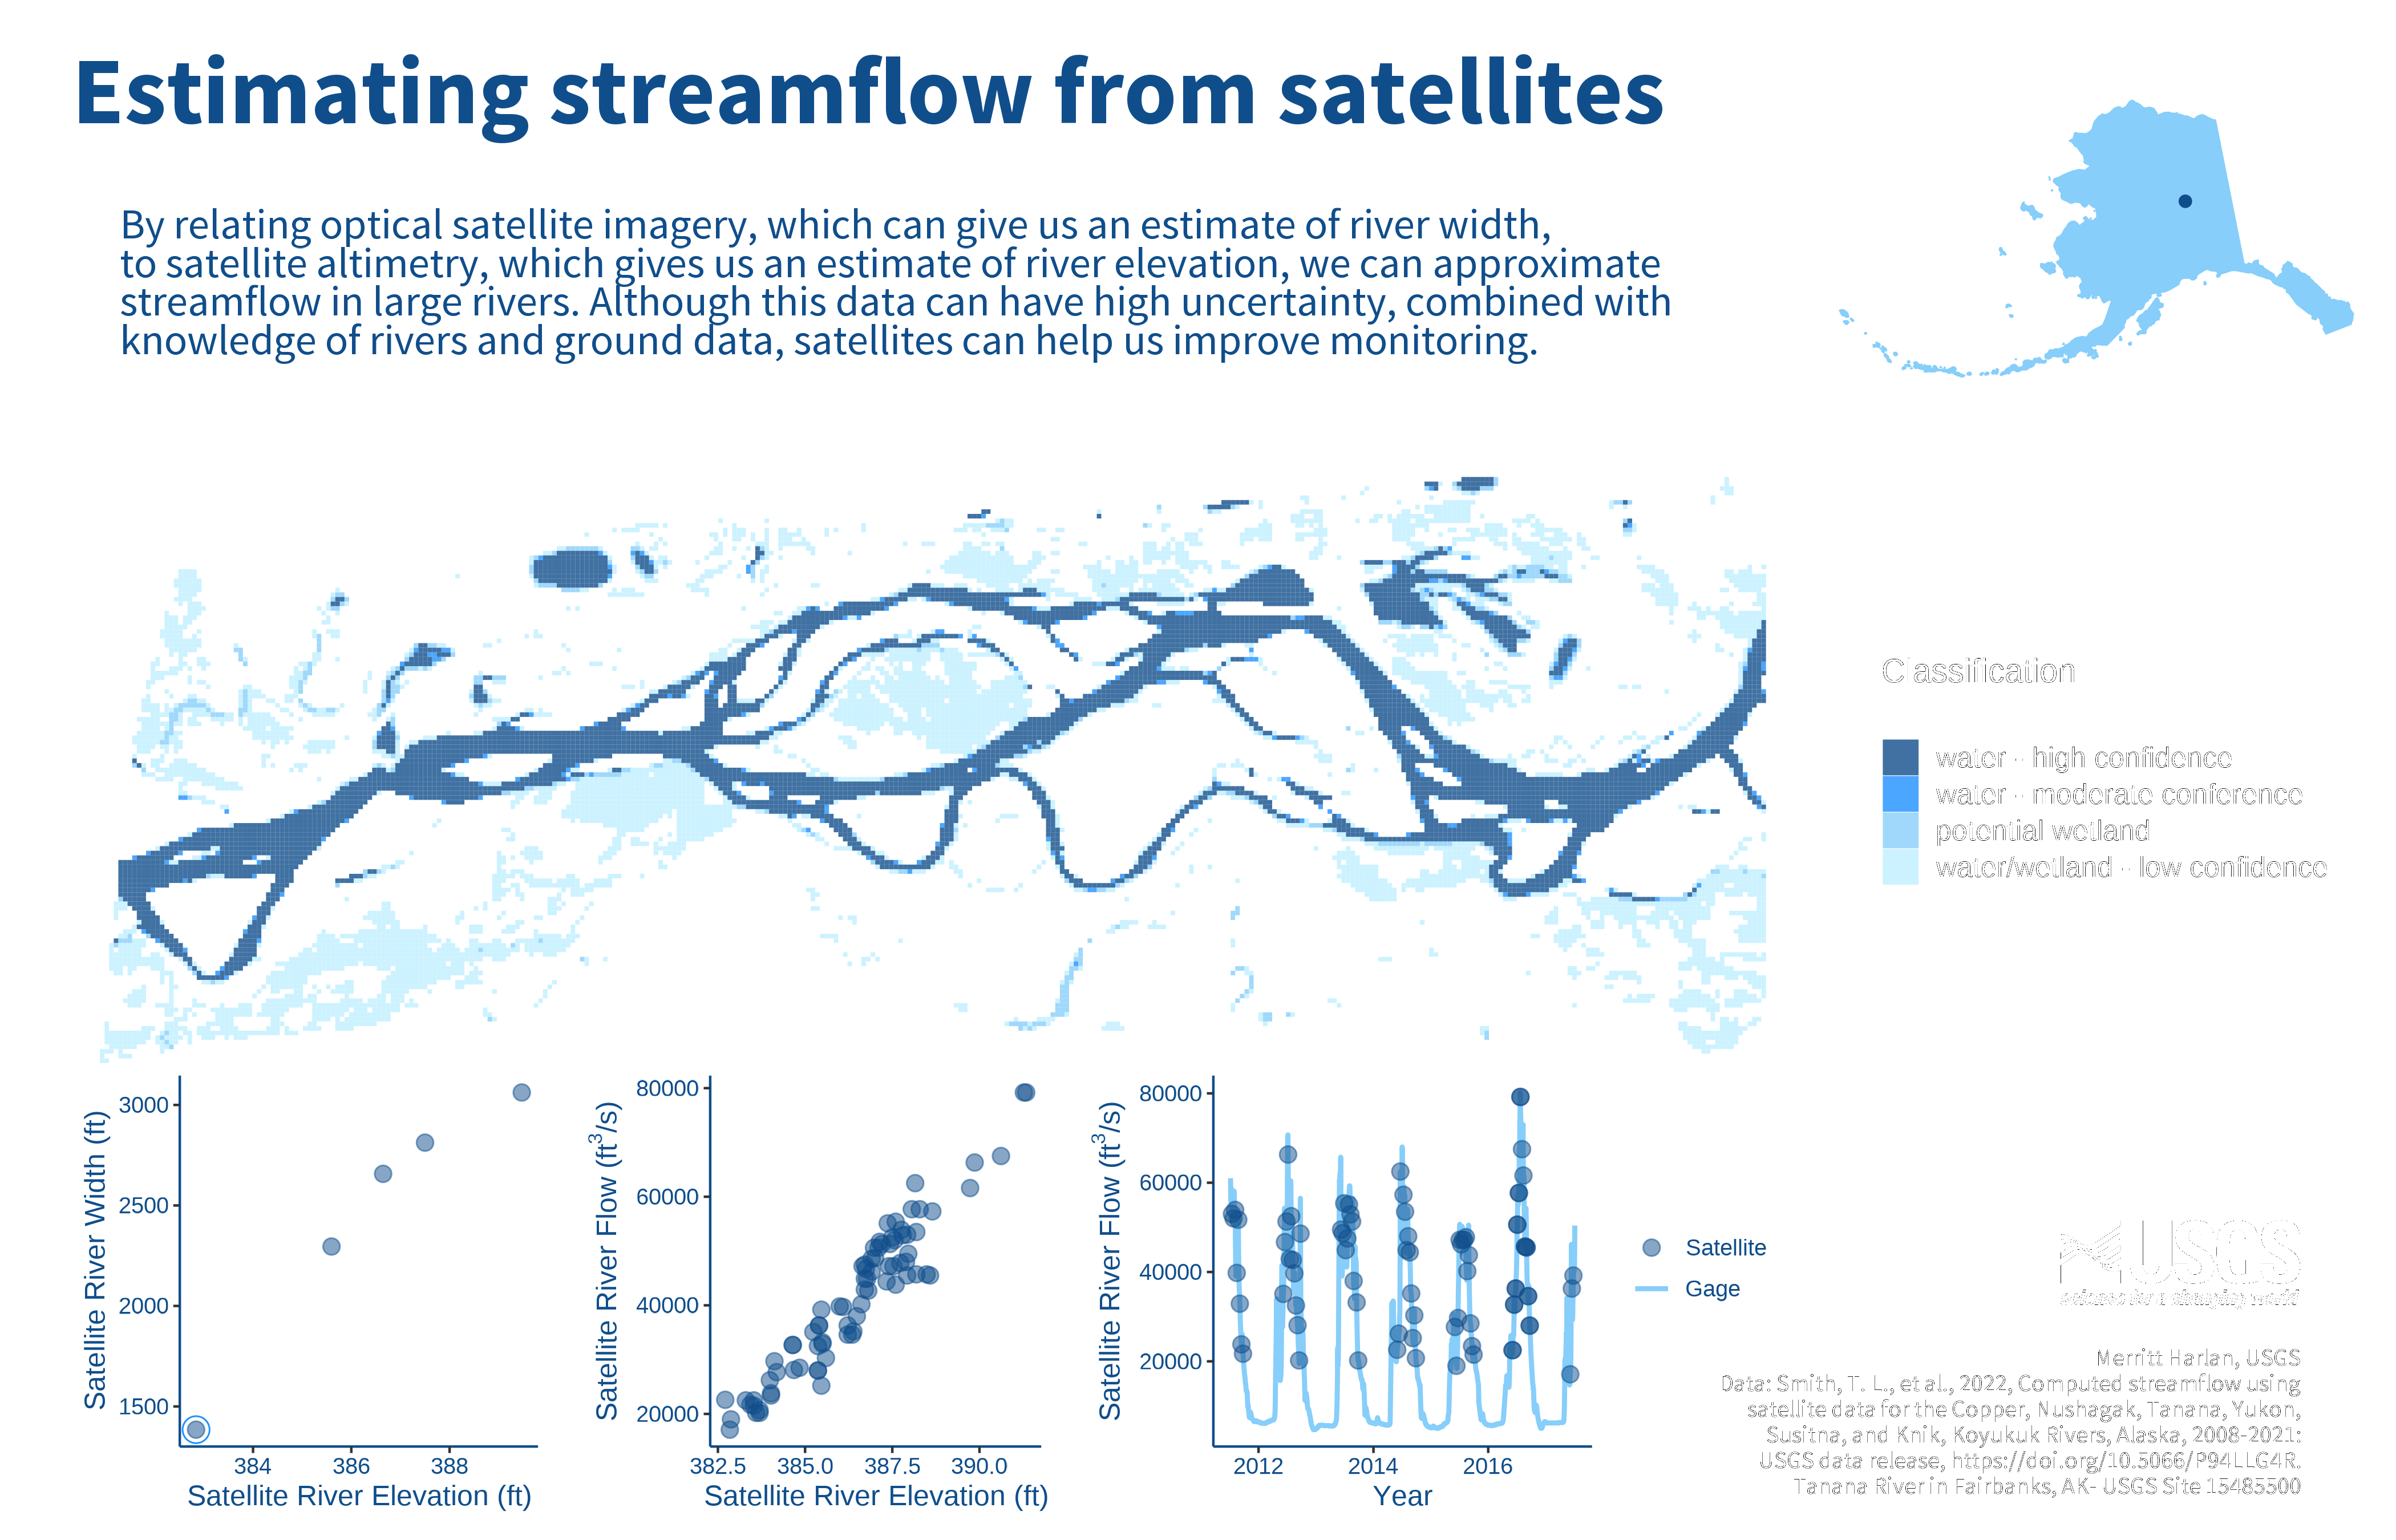 Estimating streamflow from satellites
By relating optical satellite imagery, which can give us an estimate of river width,
to satellite altimetry, which gives us an estimate of river elevation, we can approximate
streamflow in large rivers. Although this data can have high uncertainty, combined with
knowledge of rivers and ground data, satellites can help us improve monitoring.
Classification
water - high confidence
water - moderate conference
potential wetland
water/wetland - low confidence
Satellite River Width (ft)
3000
2500
2000
1500
384 386 388
Satellite River Elevation (ft)
Satellite River Flow (ft³/s)
80000
60000
40000
20000
382.5 385.0 387.5 390.0
Satellite River Elevation (ft)
Satellite River Flow (ft³/s)
80000
60000
40000
20000
2012 2014 2016
Year
Satellite
Gage
USGS
science for a changing world
Merritt Harlan, USGS
Data: Smith, T. L., et al., 2022, Computed streamflow using
satellite data for the Copper, Nushagak, Tanana, Yukon,
Susitna, and Knik, Koyukuk Rivers, Alaska, 2008-2021:
USGS data release, https://doi.org/10.5066/P94LLG4R.
Tanana River in Fairbanks, AK- USGS Site 15485500